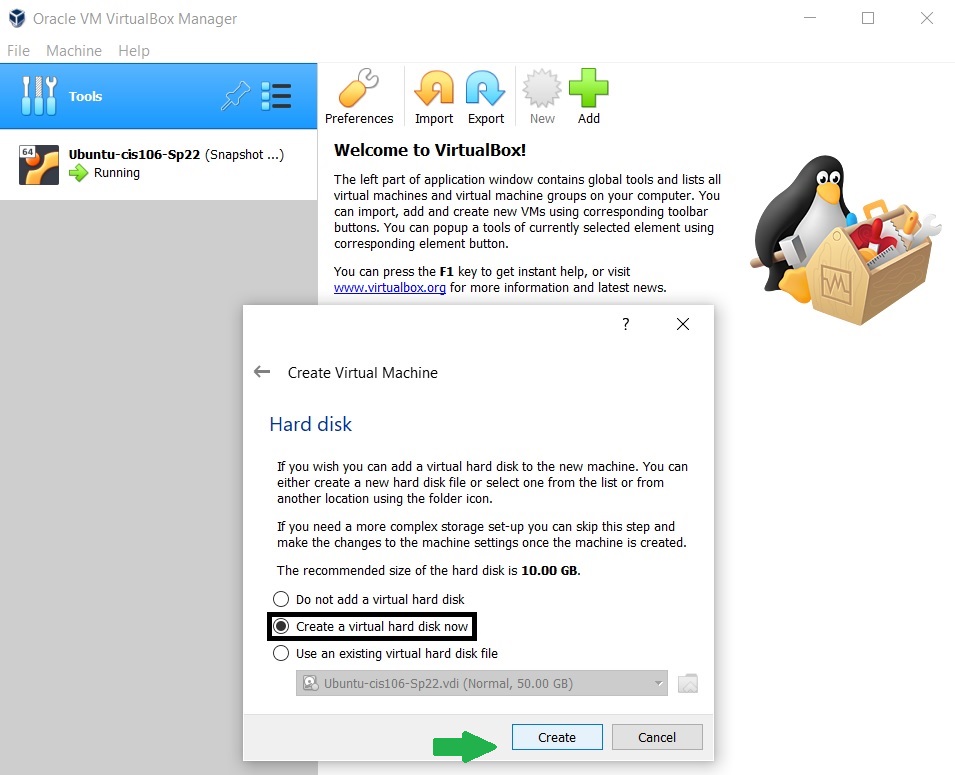 Oracle VM VirtualBox Manager
File Machine Help
Tools
Preferences Import Export New Add
64
Ubuntu-cis106-Sp22 (Snapshot ...)
Running
Welcome to VirtualBox!
The left part of application window contains global tools and lists all
virtual machines and virtual machine groups on your computer. You
can import, add and create new VMs using corresponding toolbar
buttons. You can popup a tools of currently selected element using
corresponding element button.
You can press the F1 key to get instant help, or visit
www.virtualbox.org for more information and latest news.
?
Create Virtual Machine
Hard disk
If you wish you can add a virtual hard disk to the new machine. You can
either create a new hard disk file or select one from the list or from
another location using the folder icon.
If you need a more complex storage set-up you can skip this step and
make the changes to the machine settings once the machine is created.
The recommended size of the hard disk is 10.00 GB.
Do not add a virtual hard disk
Create a virtual hard disk now
Use an existing virtual hard disk file
Ubuntu-cis106-Sp22.vdi (Normal, 50.00 GB)
Create Cancel